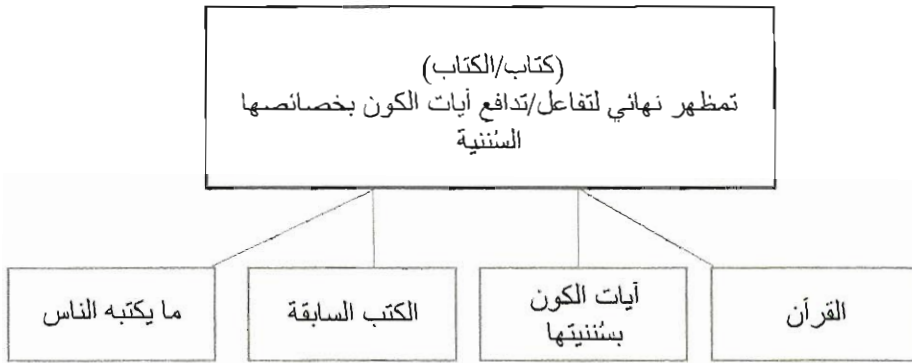 (كتاب/الكتاب)
تمظهر نهائي لتفاعل/تدافع آيات الكون بخصائصها
السُننية
القرآن
آيات الكون
بسُننيتها
الكتب السابقة
ما يكتبه الناس